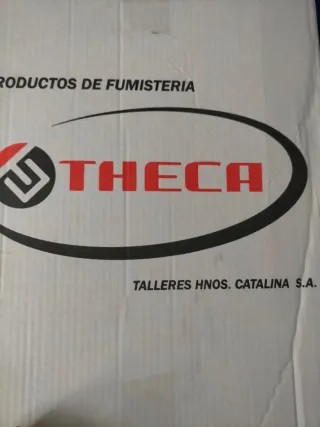 RODUCTOS DE FUMISTERIA
THECA
TALLERES HNOS. CATALINA S.A.